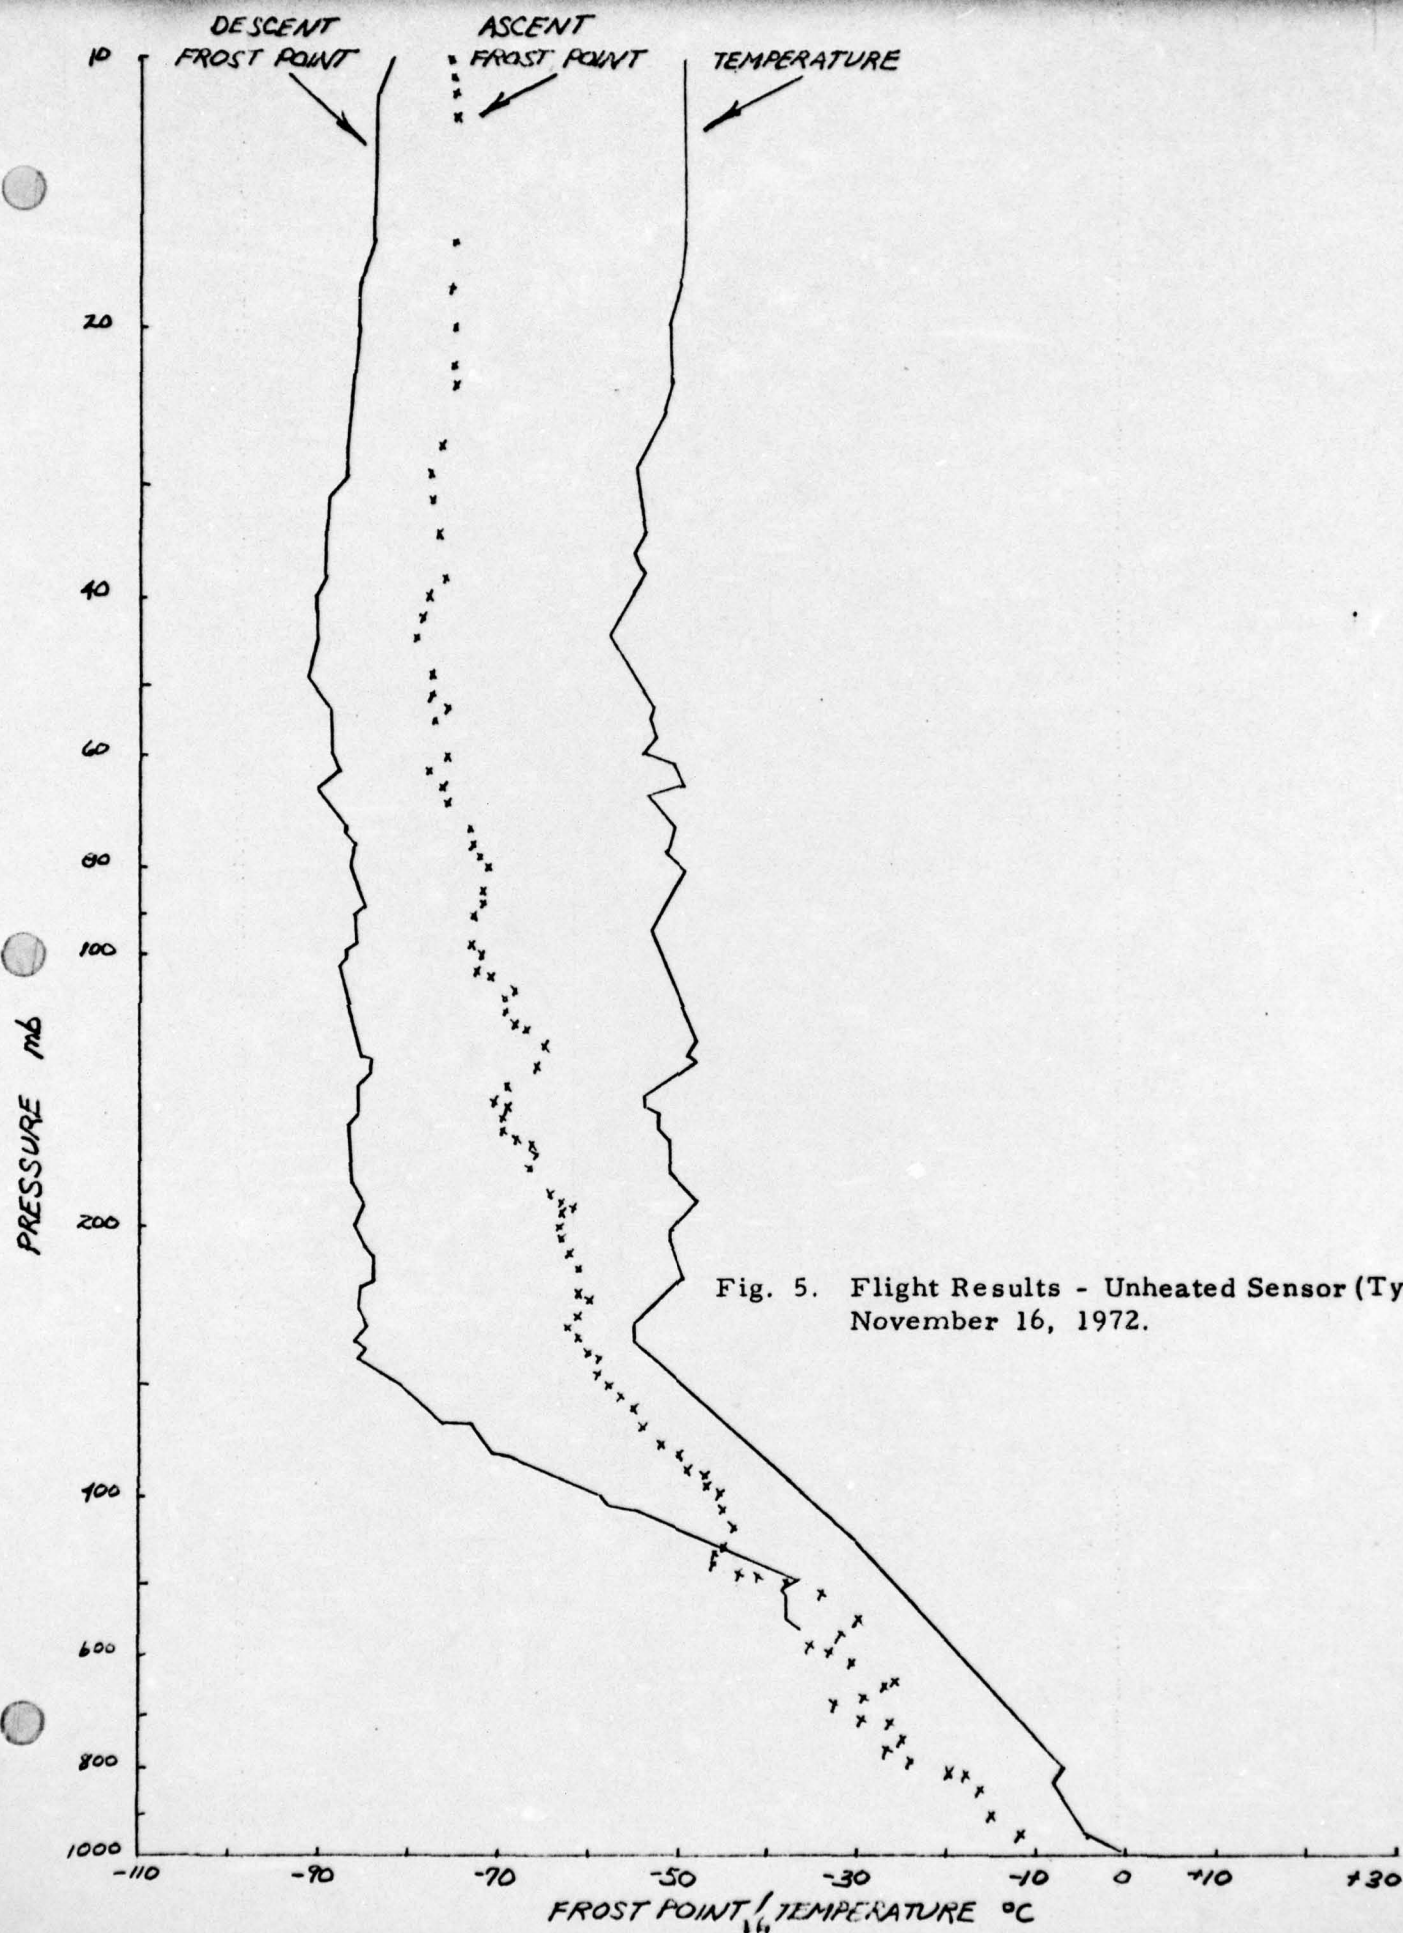 DESCENT
FROST POINT
ASCENT
FROST POINT
TEMPERATURE
10
20
40
60
80
100
200
400
600
800
1000
PRESSURE mb
Fig. 5. Flight Results - Unheated Sensor (Ty
November 16, 1972.
-110 -90 -70 -50 -30 -10 0 +10 +30
FROST POINT / TEMPERATURE °C
16